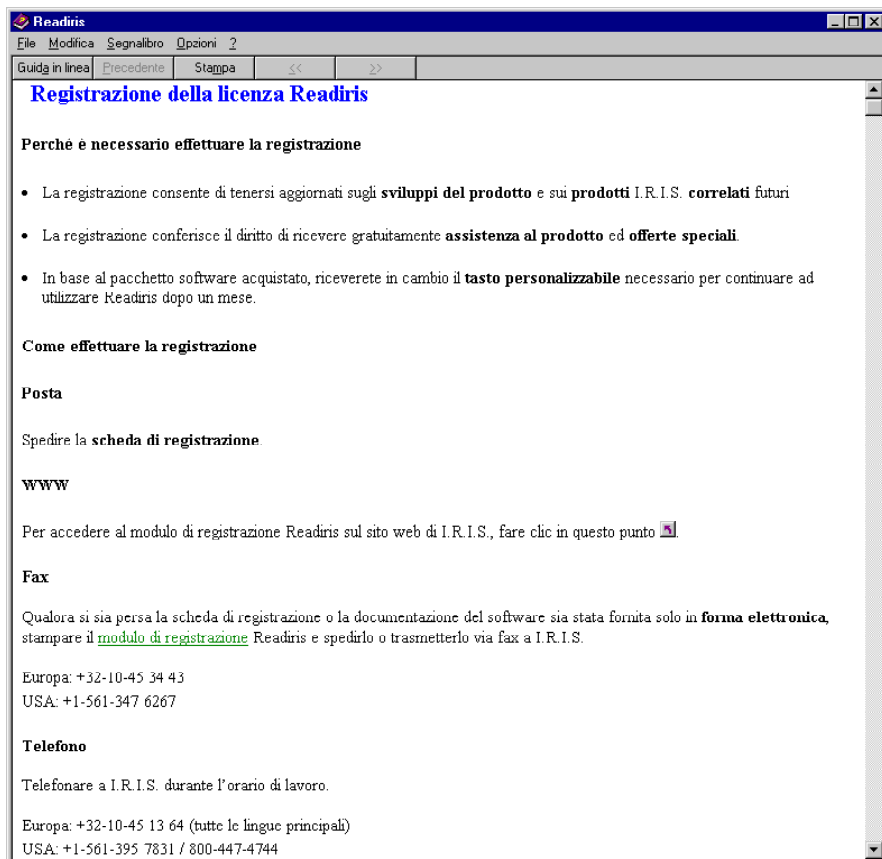 Readiris
File Modifica Segnalibro Opzioni ?
Guida in linea Precedente Stampa << >>
Registrazione della licenza Readiris
Perché è necessario effettuare la registrazione
• La registrazione consente di tenersi aggiornati sugli sviluppi del prodotto e sui prodotti I.R.I.S. correlati futuri
• La registrazione conferisce il diritto di ricevere gratuitamente assistenza al prodotto ed offerte speciali.
• In base al pacchetto software acquistato, riceverete in cambio il tasto personalizzabile necessario per continuare ad
utilizzare Readiris dopo un mese.
Come effettuare la registrazione
Posta
Spedire la scheda di registrazione.
WWW
Per accedere al modulo di registrazione Readiris sul sito web di I.R.I.S., fare clic in questo punto .
Fax
Qualora si sia persa la scheda di registrazione o la documentazione del software sia stata fornita solo in forma elettronica,
stampare il modulo di registrazione Readiris e spedirlo o trasmetterlo via fax a I.R.I.S.
Europa: +32-10-45 34 43
USA: +1-561-347 6267
Telefono
Telefonare a I.R.I.S. durante l'orario di lavoro.
Europa: +32-10-45 13 64 (tutte le lingue principali)
USA: +1-561-395 7831 / 800-447-4744